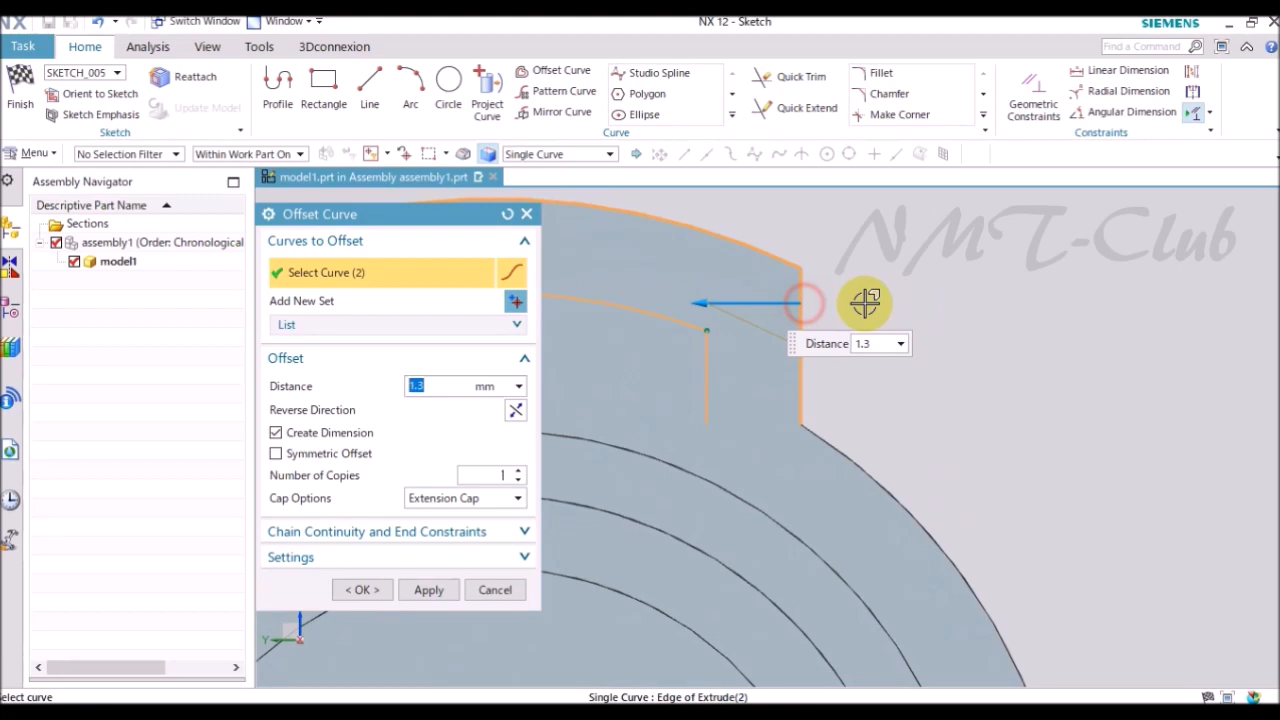 NX
Switch Window
Window
NX 12 - Sketch
SIEMENS
Task
Home
Analysis
View
Tools
3Dconnexion
Find a Command
Finish
SKETCH_005
Orient to Sketch
Sketch Emphasis
Reattach
Update Model
Sketch
Profile
Rectangle
Line
Arc
Circle
Project Curve
Offset Curve
Pattern Curve
Mirror Curve
Studio Spline
Polygon
Ellipse
Quick Trim
Quick Extend
Fillet
Chamfer
Make Corner
Curve
Geometric Constraints
Linear Dimension
Radial Dimension
Angular Dimension
Constraints
Menu
No Selection Filter
Within Work Part On
Single Curve
Assembly Navigator
Descriptive Part Name
Sections
assembly1 (Order: Chronological
model1
model1.prt in Assembly assembly1.prt
NMT-Club
Offset Curve
Curves to Offset
Select Curve (2)
Add New Set
List
Offset
Distance 1.3 mm
Reverse Direction
Create Dimension
Symmetric Offset
Number of Copies 1
Cap Options Extension Cap
Chain Continuity and End Constraints
Settings
< OK > Apply Cancel
Distance 1.3
Y
elect curve
Single Curve : Edge of Extrude(2)